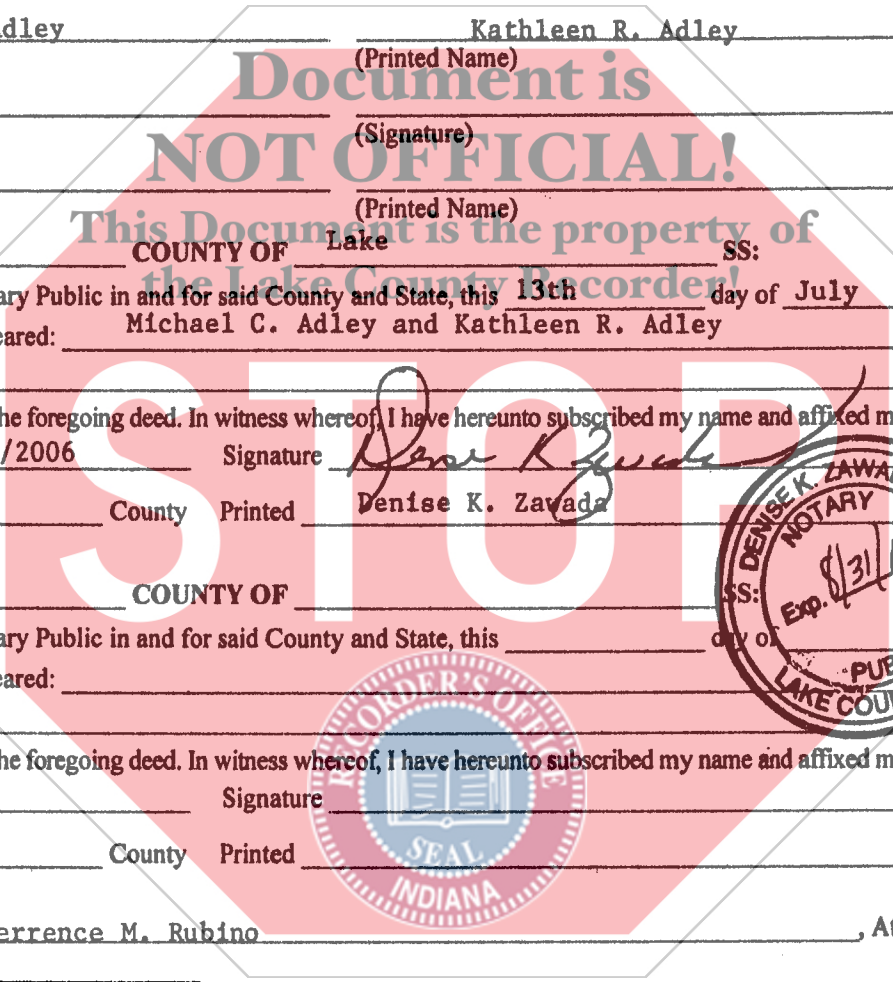 dley Kathleen R. Adley
(Printed Name)
Document is
(Signature)
NOT OFFICIAL!
(Printed Name)
This Document is the property of
COUNTY OF Lake SS:
the Lake County Recorder!
ary Public in and for said County and State, this 13th day of July
eared: Michael C. Adley and Kathleen R. Adley
STOP
he foregoing deed. In witness whereof, I have hereunto subscribed my name and affixed m
/2006 Signature Denise K Zawada
County Printed Denise K. Zawada
DENISE K. ZAWA
NOTARY
Exp. 8/31/
PUB
LAKE COU
COUNTY OF SS:
ary Public in and for said County and State, this day of
eared:
RECORDER'S OFFICE
he foregoing deed. In witness whereof, I have hereunto subscribed my name and affixed m
Signature
County Printed
SEAL
INDIANA
errence M. Rubino , At